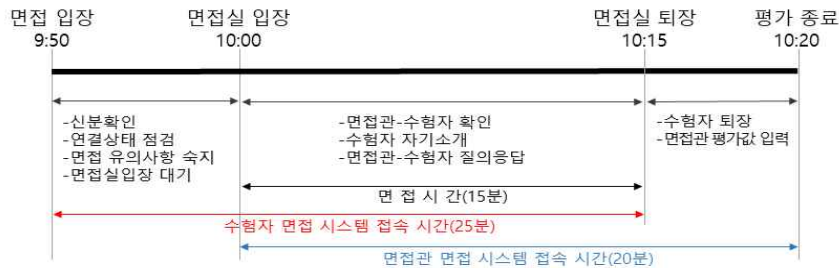 면접 입장
9:50
면접실 입장
10:00
면접실 퇴장
10:15
평가 종료
10:20
-신분확인
-연결상태 점검
-면접 유의사항 숙지
-면접실입장 대기
-면접관-수험자 확인
-수험자 자기소개
-면접관-수험자 질의응답
-수험자 퇴장
-면접관 평가값 입력
면 접 시 간(15분)
수험자 면접 시스템 접속 시간(25분)
면접관 면접 시스템 접속 시간(20분)